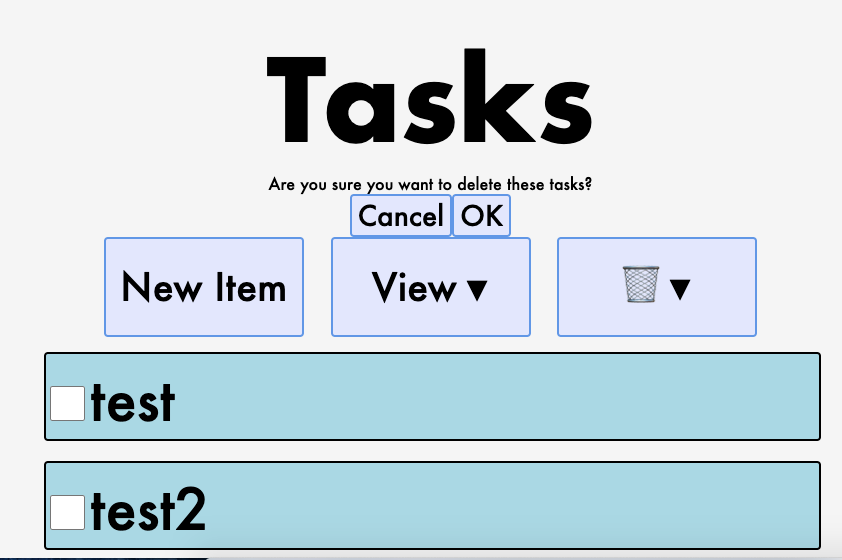 Tasks
Are you sure you want to delete these tasks?
Cancel OK
New Item View ▼ 🗑 ▼
test
test2